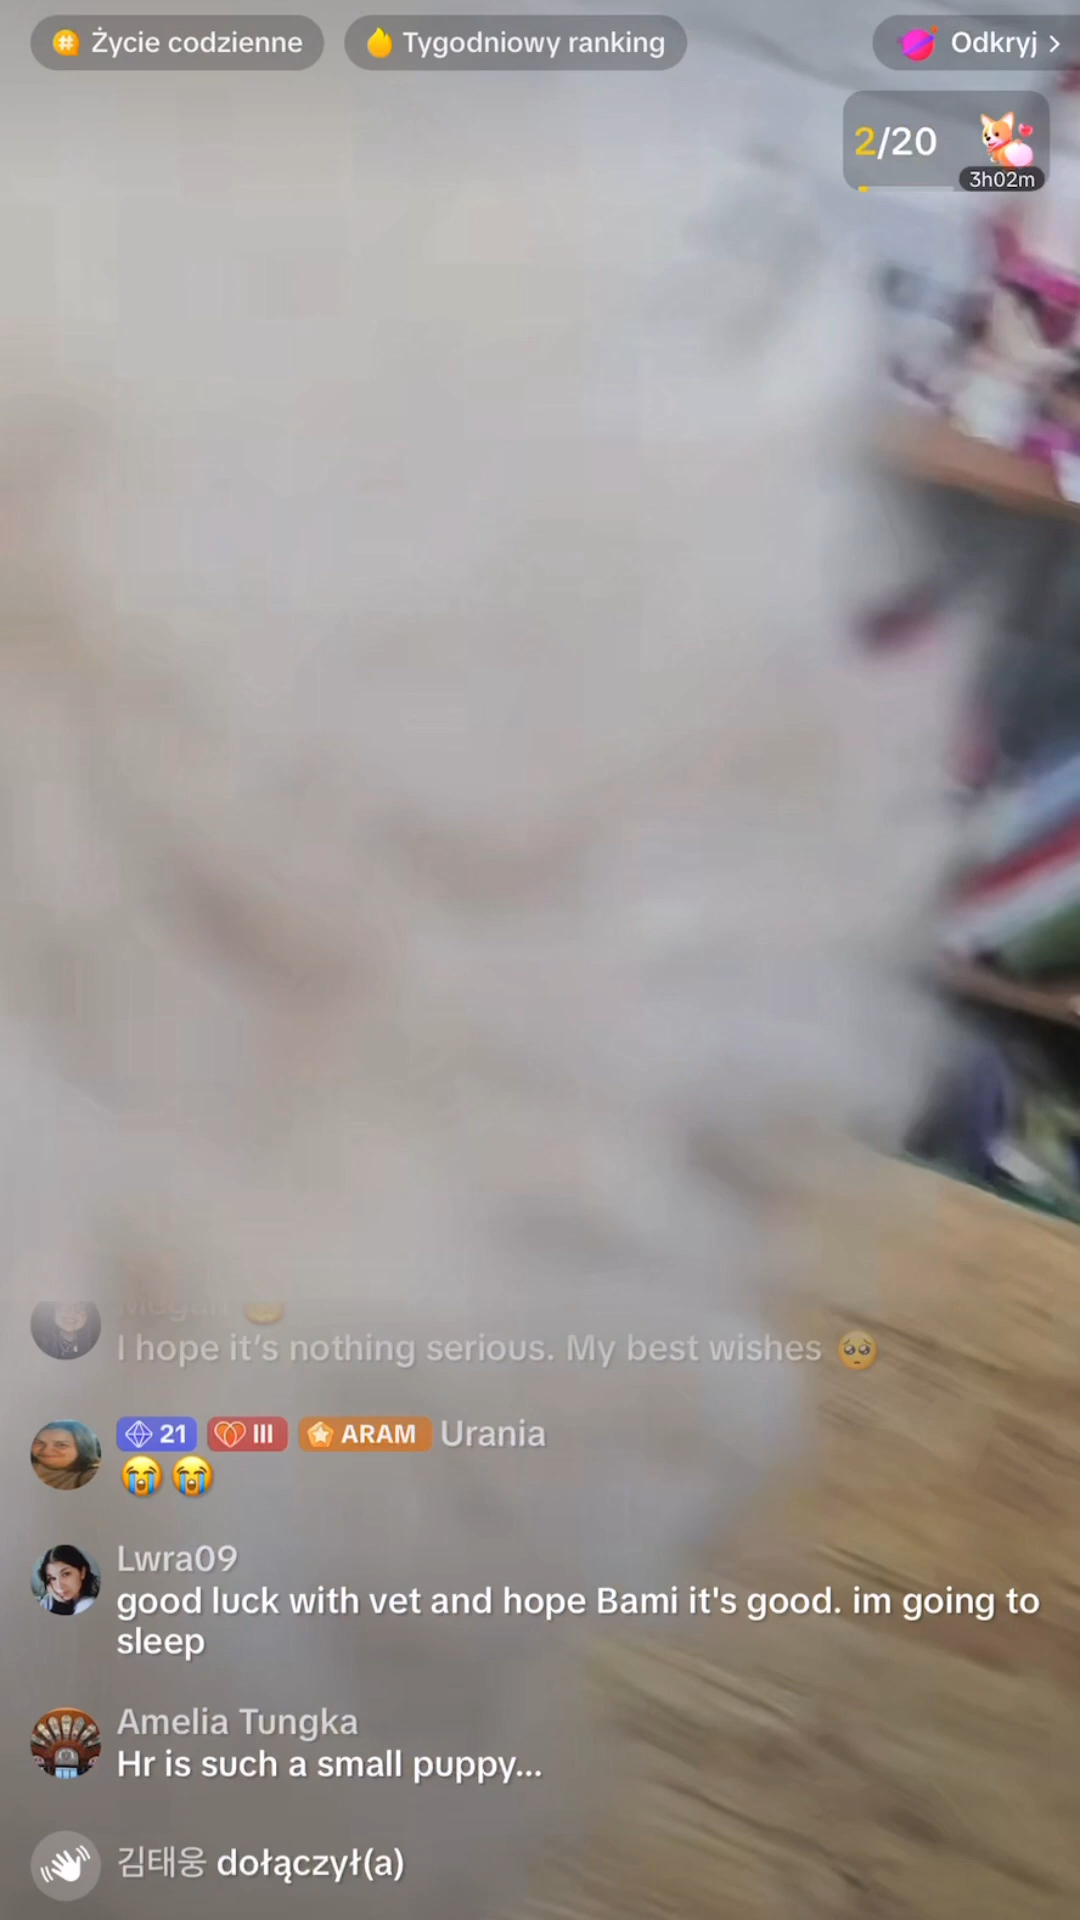 Życie codzienne
Tygodniowy ranking
Odkryj >
2/20
3h02m
Megan 🥺
I hope it’s nothing serious. My best wishes 🥺
21 III ARAM Urania
😭😭
Lwra09
good luck with vet and hope Bami it's good. im going to
sleep
Amelia Tungka
Hr is such a small puppy...
김태웅 dołączył(a)